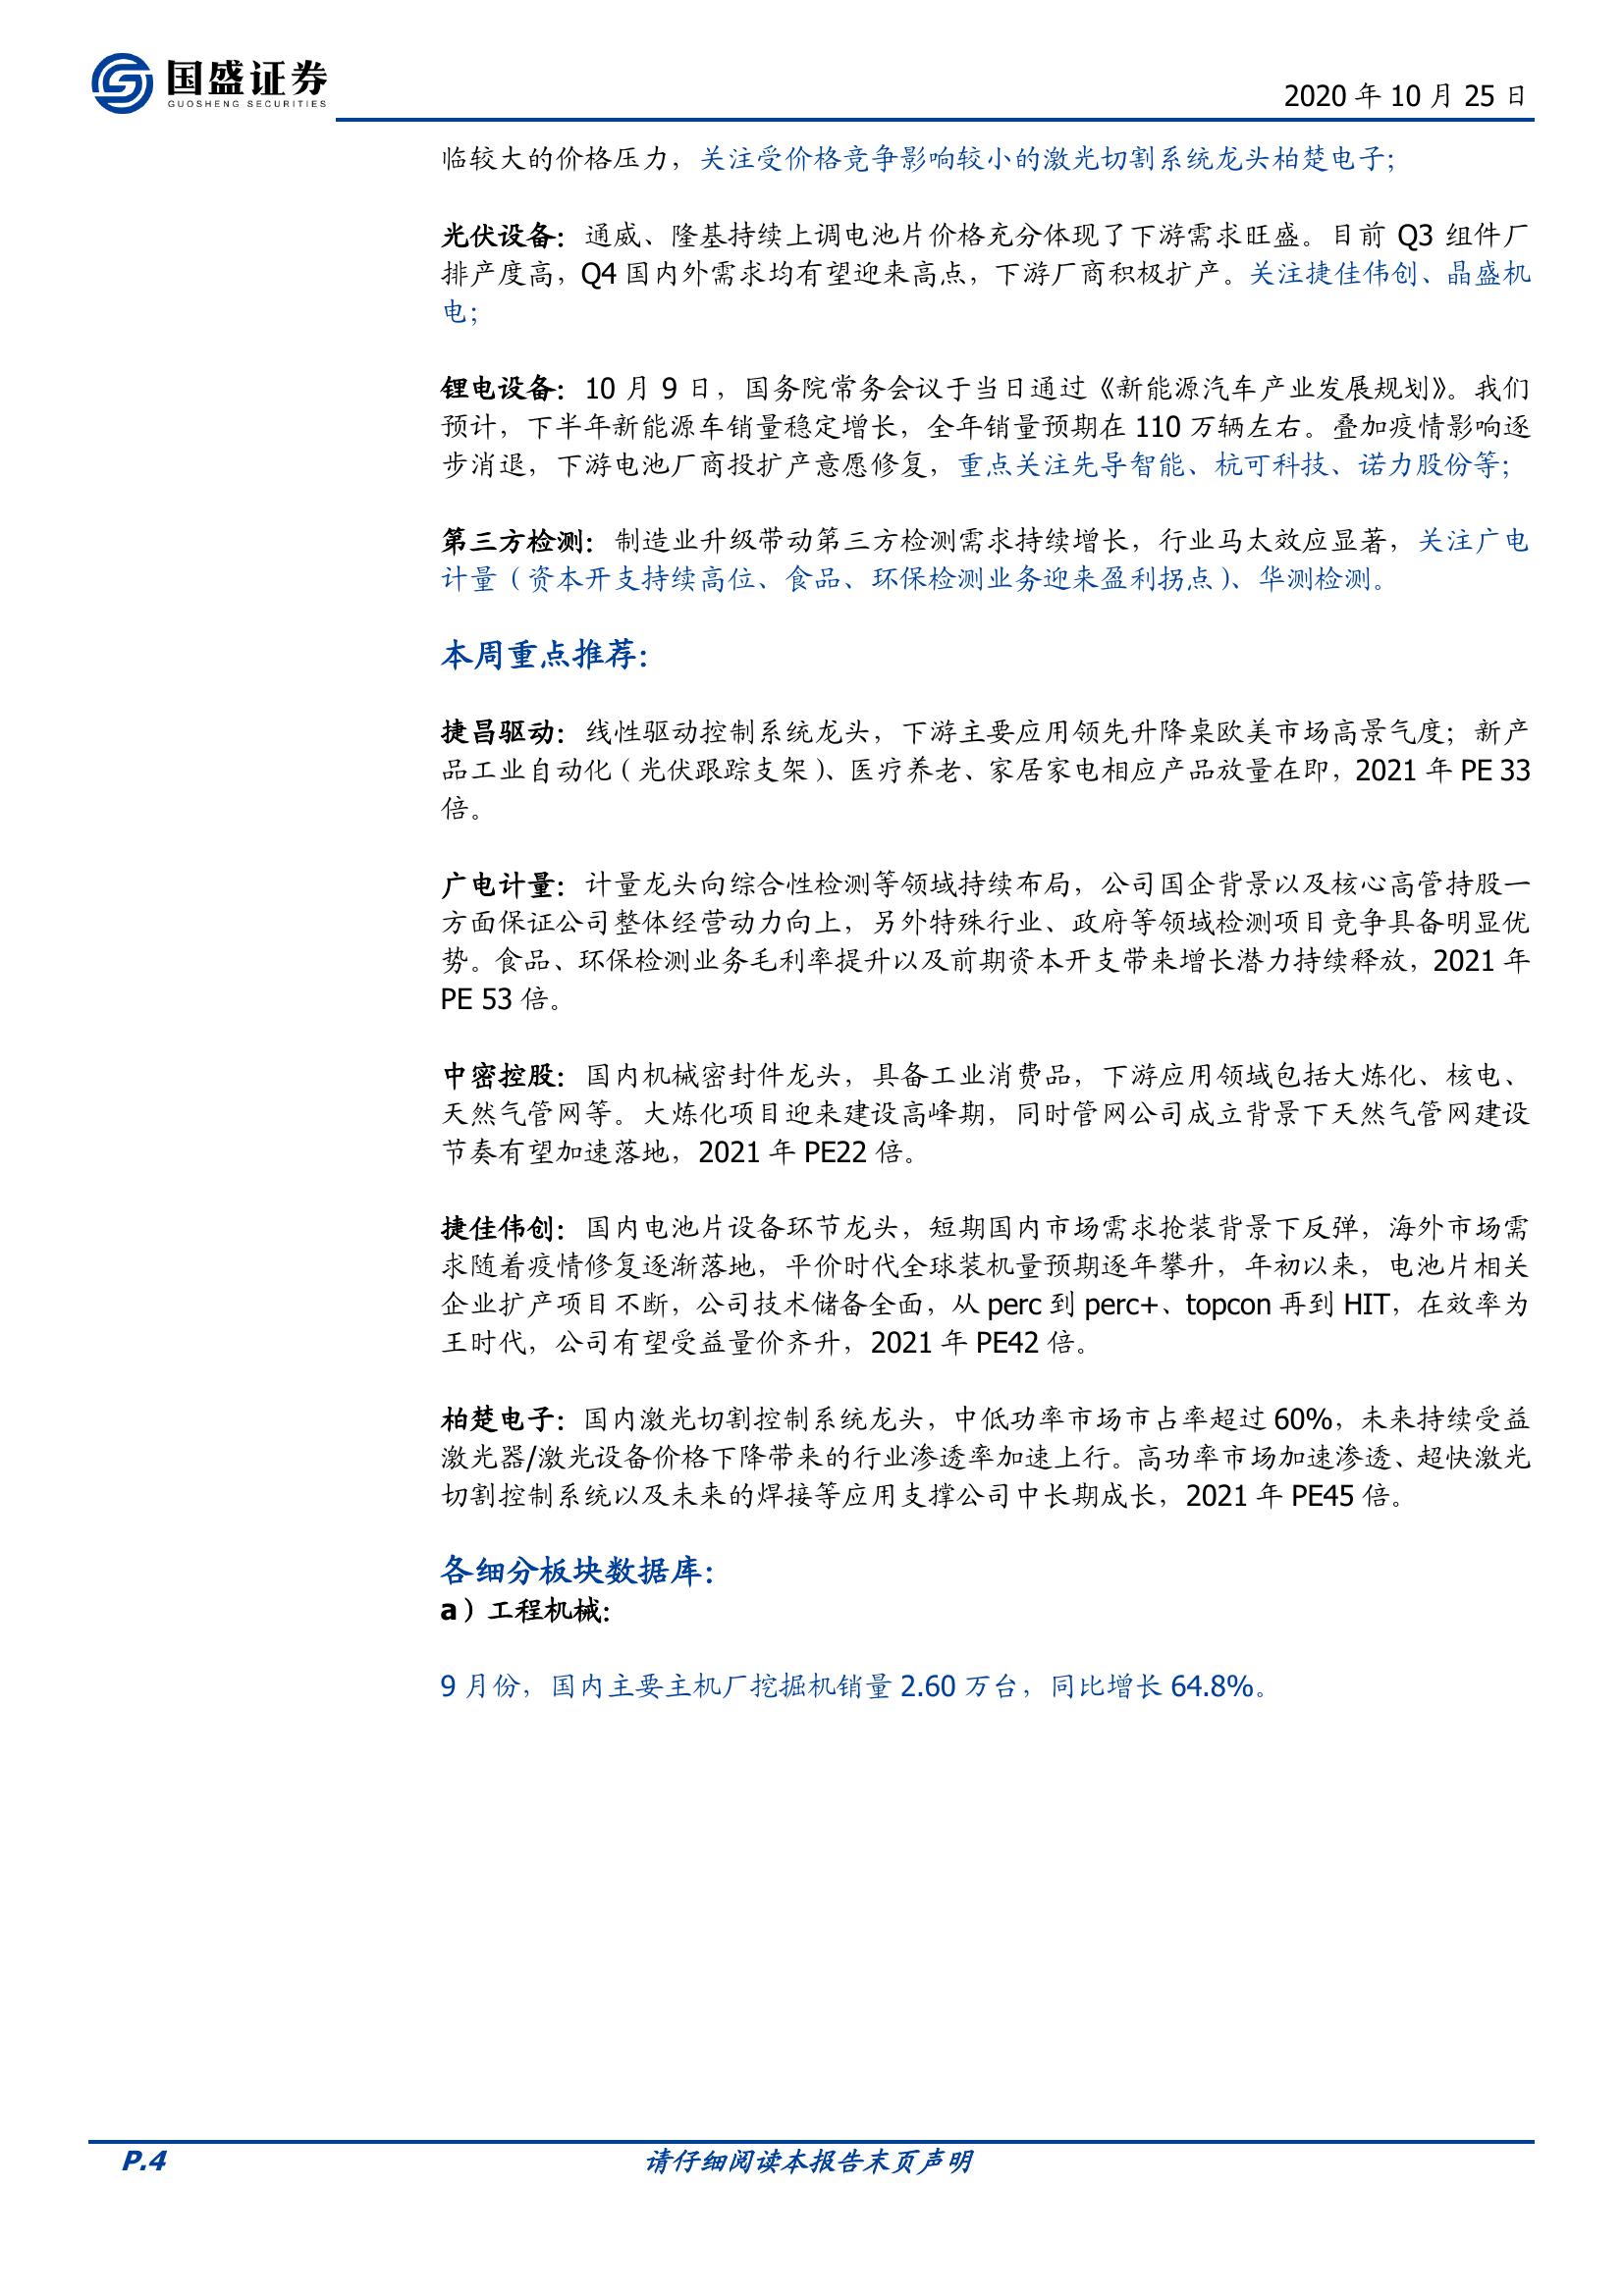 国盛证券
GUOSHENG SECURITIES
2020 年 10 月 25 日
临较大的价格压力，关注受价格竞争影响较小的激光切割系统龙头柏楚电子；
光伏设备：通威、隆基持续上调电池片价格充分体现了下游需求旺盛。目前 Q3 组件厂
排产度高，Q4 国内外需求均有望迎来高点，下游厂商积极扩产。关注捷佳伟创、晶盛机
电；
锂电设备：10 月 9 日，国务院常务会议于当日通过《新能源汽车产业发展规划》。我们
预计，下半年新能源车销量稳定增长，全年销量预期在 110 万辆左右。叠加疫情影响逐
步消退，下游电池厂商投扩产意愿修复，重点关注先导智能、杭可科技、诺力股份等；
第三方检测：制造业升级带动第三方检测需求持续增长，行业马太效应显著，关注广电
计量（资本开支持续高位、食品、环保检测业务迎来盈利拐点）、华测检测。
本周重点推荐：
捷昌驱动：线性驱动控制系统龙头，下游主要应用领先升降桌欧美市场高景气度；新产
品工业自动化（光伏跟踪支架）、医疗养老、家居家电相应产品放量在即，2021 年 PE 33
倍。
广电计量：计量龙头向综合性检测等领域持续布局，公司国企背景以及核心高管持股一
方面保证公司整体经营动力向上，另外特殊行业、政府等领域检测项目竞争具备明显优
势。食品、环保检测业务毛利率提升以及前期资本开支带来增长潜力持续释放，2021 年
PE 53 倍。
中密控股：国内机械密封件龙头，具备工业消费品，下游应用领域包括大炼化、核电、
天然气管网等。大炼化项目迎来建设高峰期，同时管网公司成立背景下天然气管网建设
节奏有望加速落地，2021 年 PE22 倍。
捷佳伟创：国内电池片设备环节龙头，短期国内市场需求抢装背景下反弹，海外市场需
求随着疫情修复逐渐落地，平价时代全球装机量预期逐年攀升，年初以来，电池片相关
企业扩产项目不断，公司技术储备全面，从 perc 到 perc+、topcon 再到 HIT，在效率为
王时代，公司有望受益量价齐升，2021 年 PE42 倍。
柏楚电子：国内激光切割控制系统龙头，中低功率市场市占率超过 60%，未来持续受益
激光器/激光设备价格下降带来的行业渗透率加速上行。高功率市场加速渗透、超快激光
切割控制系统以及未来的焊接等应用支撑公司中长期成长，2021 年 PE45 倍。
各细分板块数据库：
a）工程机械：
9 月份，国内主要主机厂挖掘机销量 2.60 万台，同比增长 64.8%。
P.4
请仔细阅读本报告末页声明